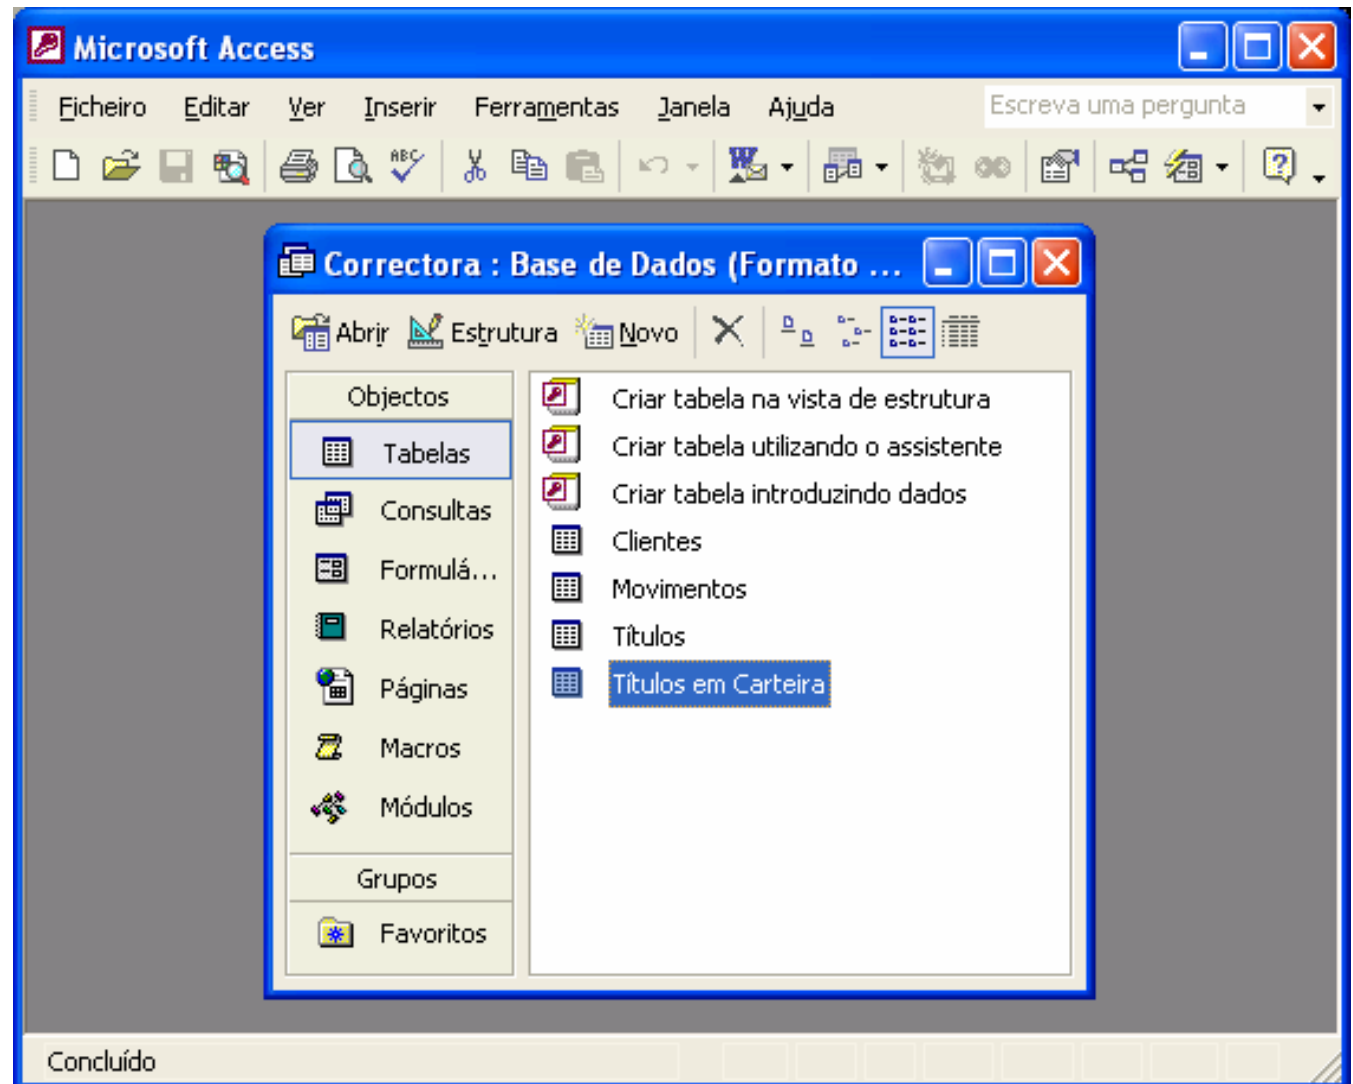 Microsoft Access
Ficheiro Editar Ver Inserir Ferramentas Janela Ajuda Escreva uma pergunta
Correctora : Base de Dados (Formato ...
Abrir Estrutura Novo
Objectos
Tabelas
Consultas
Formulá...
Relatórios
Páginas
Macros
Módulos
Grupos
Favoritos
Criar tabela na vista de estrutura
Criar tabela utilizando o assistente
Criar tabela introduzindo dados
Clientes
Movimentos
Títulos
Títulos em Carteira
Concluído